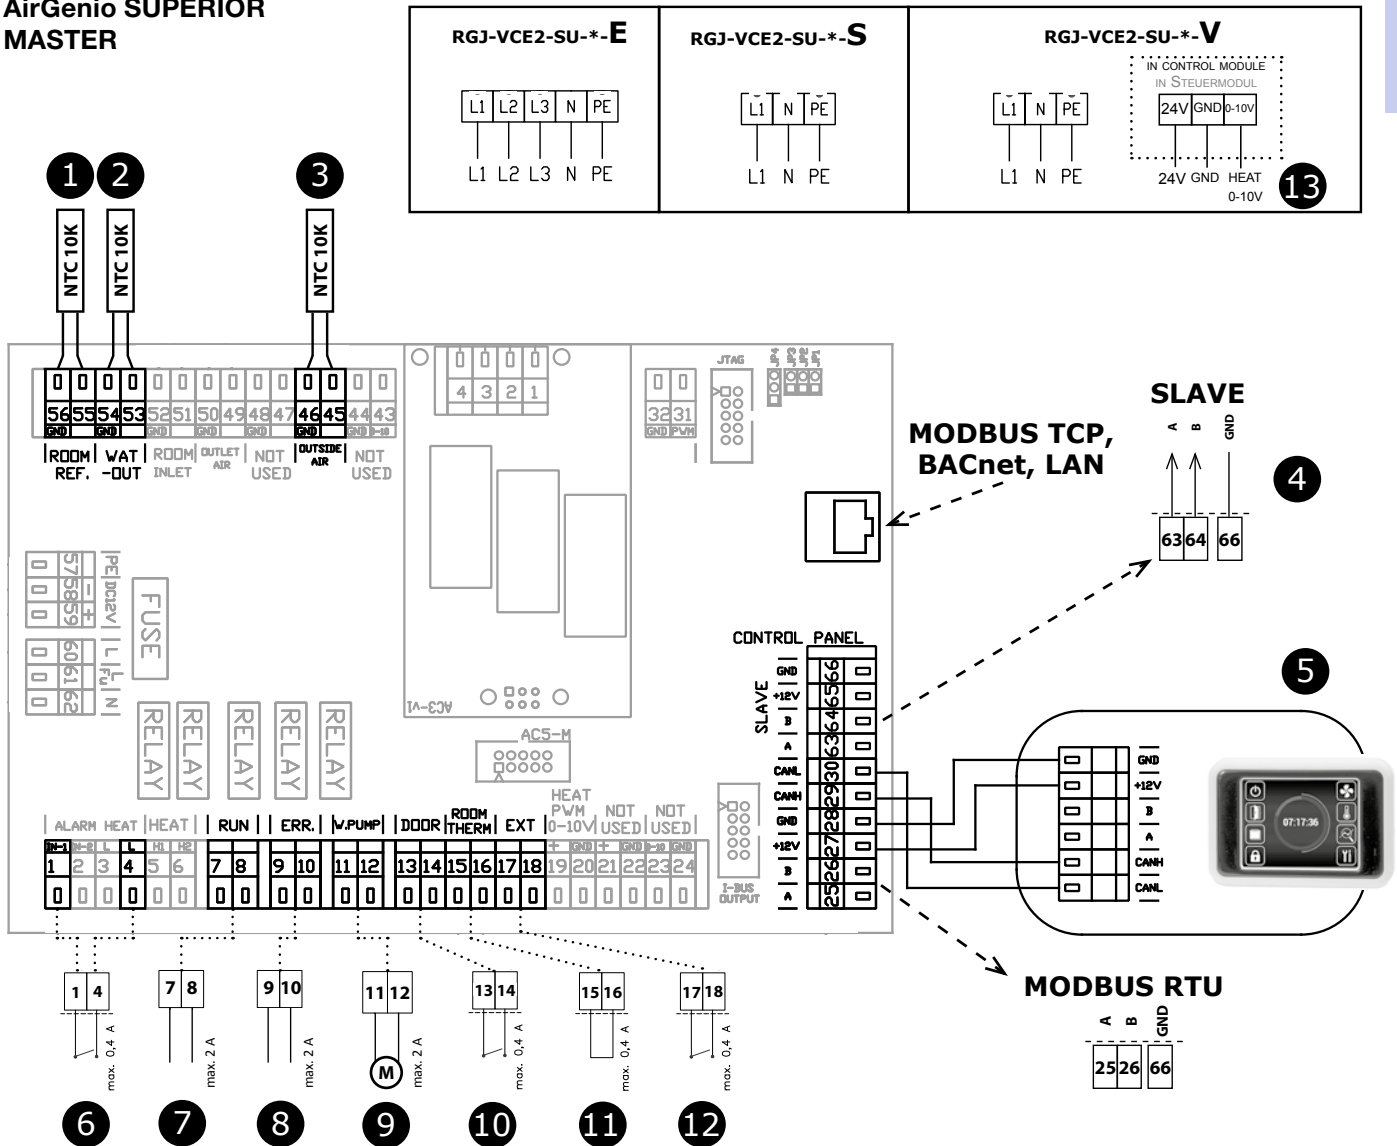 AirGenio SUPERIOR
MASTER
RGJ-VCE2-SU-*-E
L1 L2 L3 N PE
L1 L2 L3 N PE
RGJ-VCE2-SU-*-S
L1 N PE
L1 N PE
RGJ-VCE2-SU-*-V
IN CONTROL MODULE
IN STEUERMODUL
L1 N PE
24V GND 0-10V
L1 N PE
24V GND HEAT
0-10V
13
1 2 3
NTC 10K
NTC 10K
NTC 10K
56 55 54 53 52 51 50 49 48 47 46 45 44 43
GND GND GND GND GND GND GND 0-10
ROOM REF.
WAT -OUT
ROOM INLET
OUTLET AIR
NOT USED
OUTSIDE AIR
NOT USED
4 3 2 1
32 31
GND PWM
JTAG
JP4
JP3
JP2
JP1
MODBUS TCP,
BACnet, LAN
SLAVE
A B GND
63 64 66
4
57 58 59
PE DC12V
- +
60 61 62
L L N
Fu
FUSE
RELAY
RELAY
RELAY
RELAY
RELAY
AC3-v1
AC5-M
CONTROL PANEL
SLAVE
GND 66
+12V 65
B 64
A 63
CANL 30
CANH 29
GND 28
+12V 27
B 26
A 25
5
GND
+12V
B
A
CANH
CANL
07:17:36
I-BUS
OUTPUT
ALARM HEAT HEAT RUN ERR. W.PUMP DOOR
ROOM THERM
EXT
HEAT PWM 0-10V
NOT USED
NOT USED
IN-1 IN-2 L L H1 H2
+ GND + GND 0-10 GND
1 2 3 4 5 6 7 8 9 10 11 12 13 14 15 16 17 18 19 20 21 22 23 24
1 4
max. 0,4 A
6
7 8
max. 2 A
7
9 10
max. 2 A
8
11 12
M
max. 2 A
9
13 14
max. 0,4 A
10
15 16
max. 0,4 A
11
17 18
max. 0,4 A
12
MODBUS RTU
A B GND
25 26 66